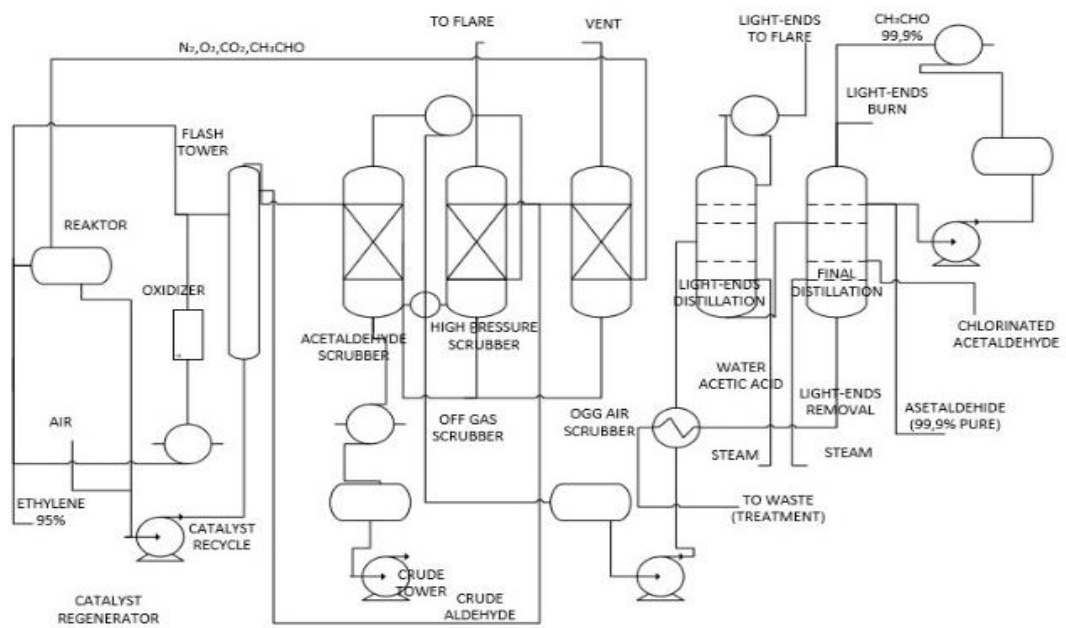 TO FLARE
VENT
LIGHT-ENDS
TO FLARE
CH₃CHO
99,9%
N₂,O₂,CO₂,CH₃CHO
LIGHT-ENDS
BURN
FLASH
TOWER
REAKTOR
OXIDIZER
ACETALDEHYDE
SCRUBBER
HIGH PRESSURE
SCRUBBER
LIGHT-ENDS
DISTILLATION
FINAL
DISTILLATION
CHLORINATED
ACETALDEHYDE
WATER
ACETIC ACID
LIGHT-ENDS
REMOVAL
ASETALDEHIDE
(99,9% PURE)
AIR
OFF GAS
SCRUBBER
OGG AIR
SCRUBBER
STEAM
STEAM
ETHYLENE
95%
CATALYST
RECYCLE
TO WASTE
(TREATMENT)
CRUDE
TOWER
CRUDE
ALDEHYDE
CATALYST
REGENERATOR